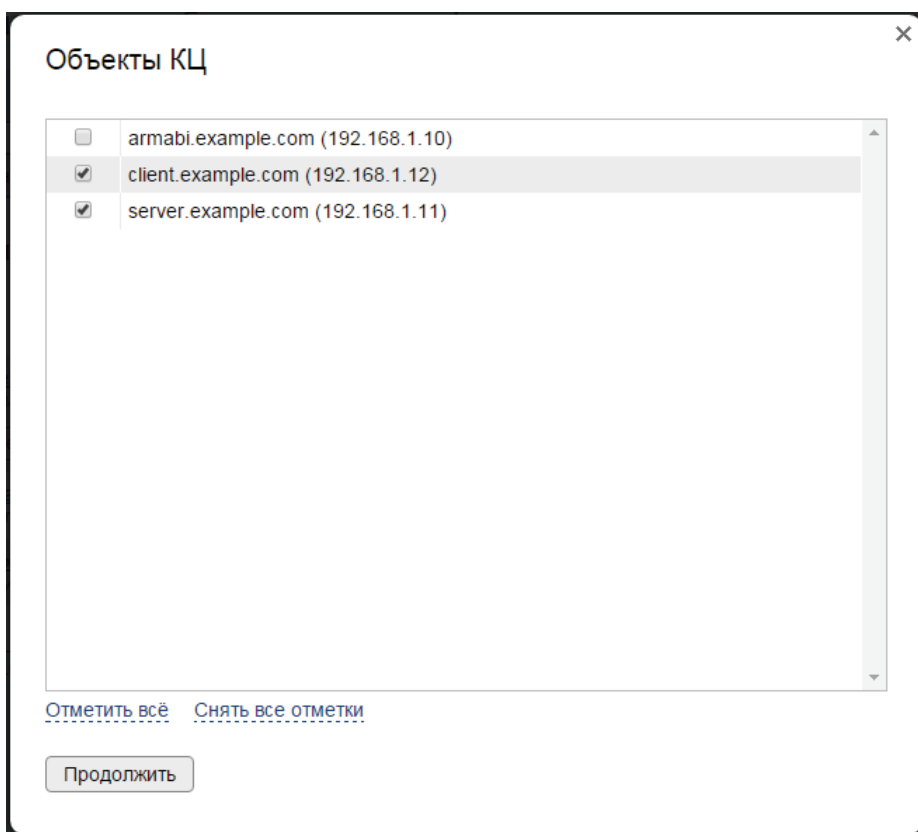 Объекты КЦ
armabi.example.com (192.168.1.10)
client.example.com (192.168.1.12)
server.example.com (192.168.1.11)
Отметить всё Снять все отметки
Продолжить